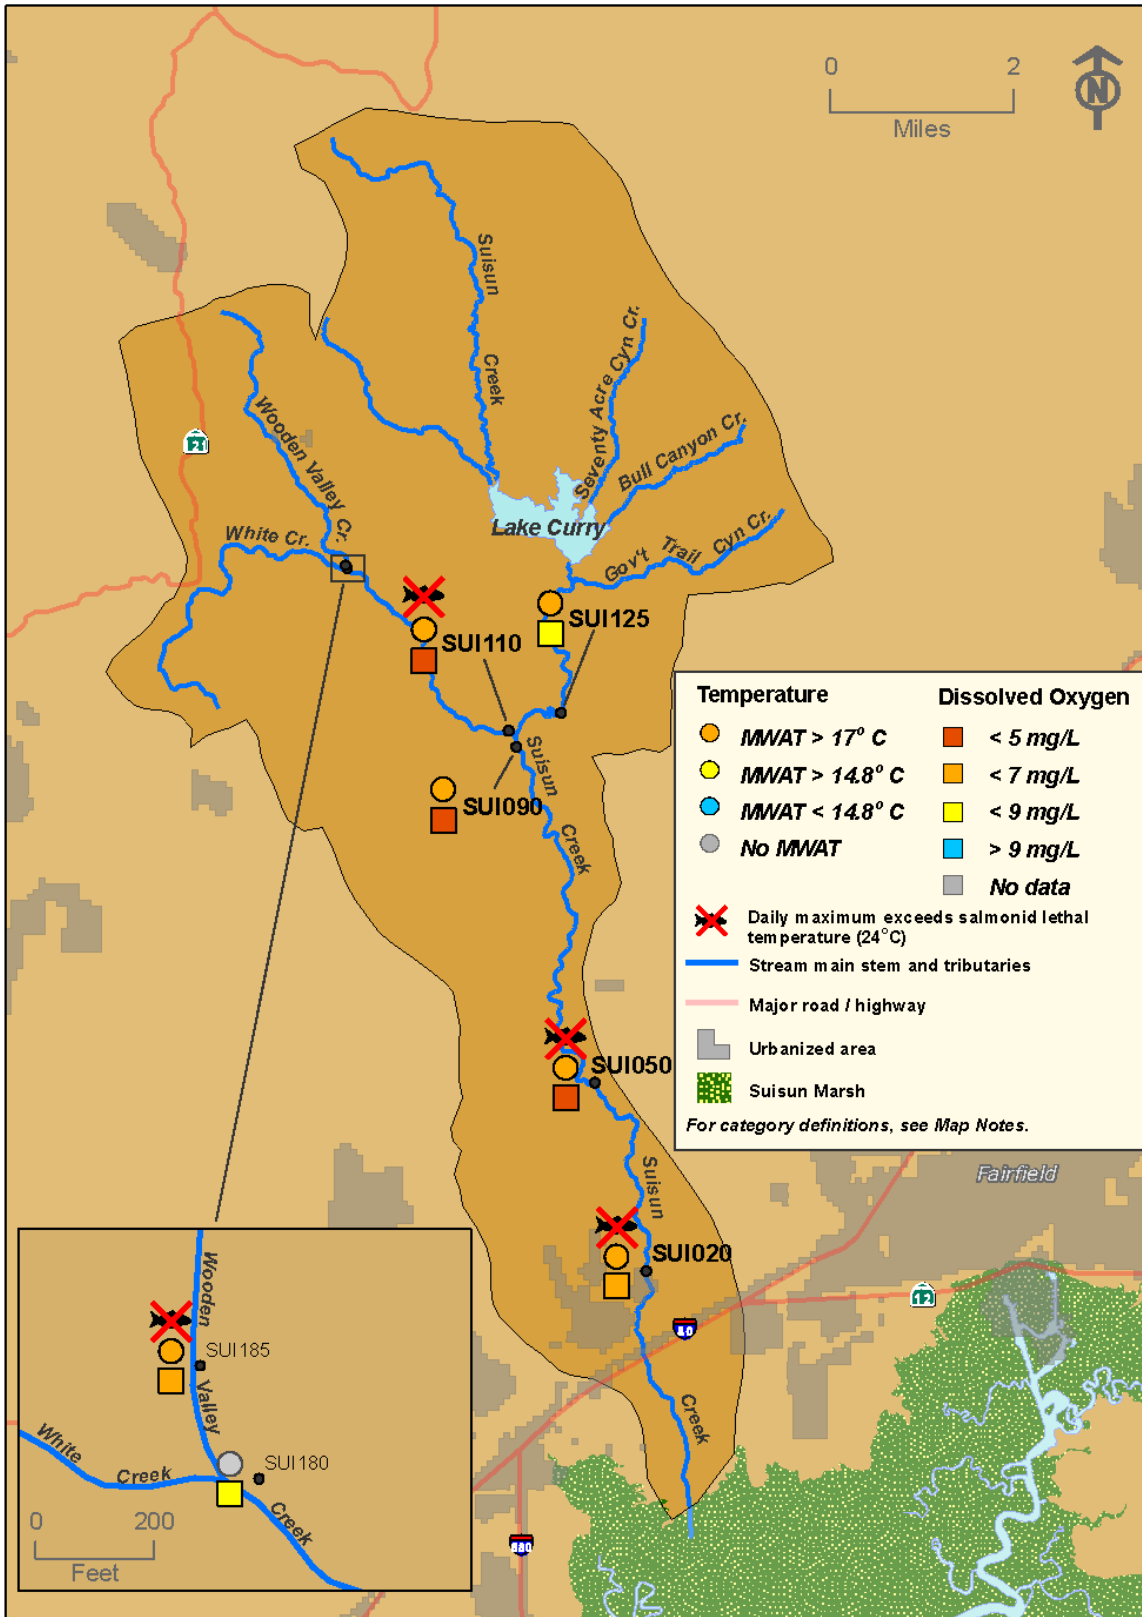 0 2
Miles
N
Suisun
Creek
Seventy Acre Cyn Cr.
Bull Canyon Cr.
Wooden Valley Cr.
121
White Cr.
Lake Curry
Gov't Trail Cyn Cr.
SUI125
SUI110
Suisun
SUI090
Creek
Temperature
MWAT > 17° C
MWAT > 14.8° C
MWAT < 14.8° C
No MWAT
Dissolved Oxygen
< 5 mg/L
< 7 mg/L
< 9 mg/L
> 9 mg/L
No data
Daily maximum exceeds salmonid lethal
temperature (24°C)
Stream main stem and tributaries
Major road / highway
Urbanized area
Suisun Marsh
For category definitions, see Map Notes.
SUI050
Suisun
Fairfield
SUI020
12
Creek
Wooden
SUI185
Valley
White
Creek
SUI180
Creek
0 200
Feet